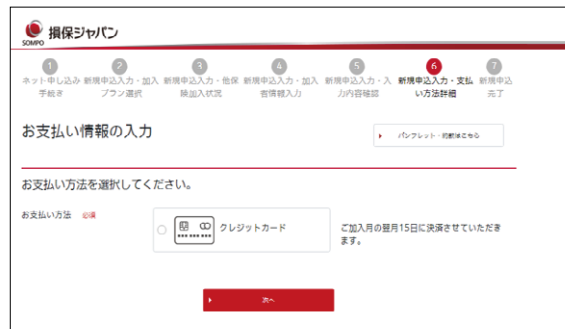 SOMPO 損保ジャパン
1 2 3 4 5 6 7
ネット申し込み 新規申込入力・加入 新規申込入力・他保 新規申込入力・加入 新規申込入力・入 新規申込入力・支払 新規申込
手続き プラン選択 険加入状況 者情報入力 力内容確認 い方法詳細 完了
お支払い情報の入力
パンフレット・約款はこちら
お支払い方法を選択してください。
お支払い方法 必須
クレジットカード
ご加入月の翌月15日に決済させていただき
ます。
次へ